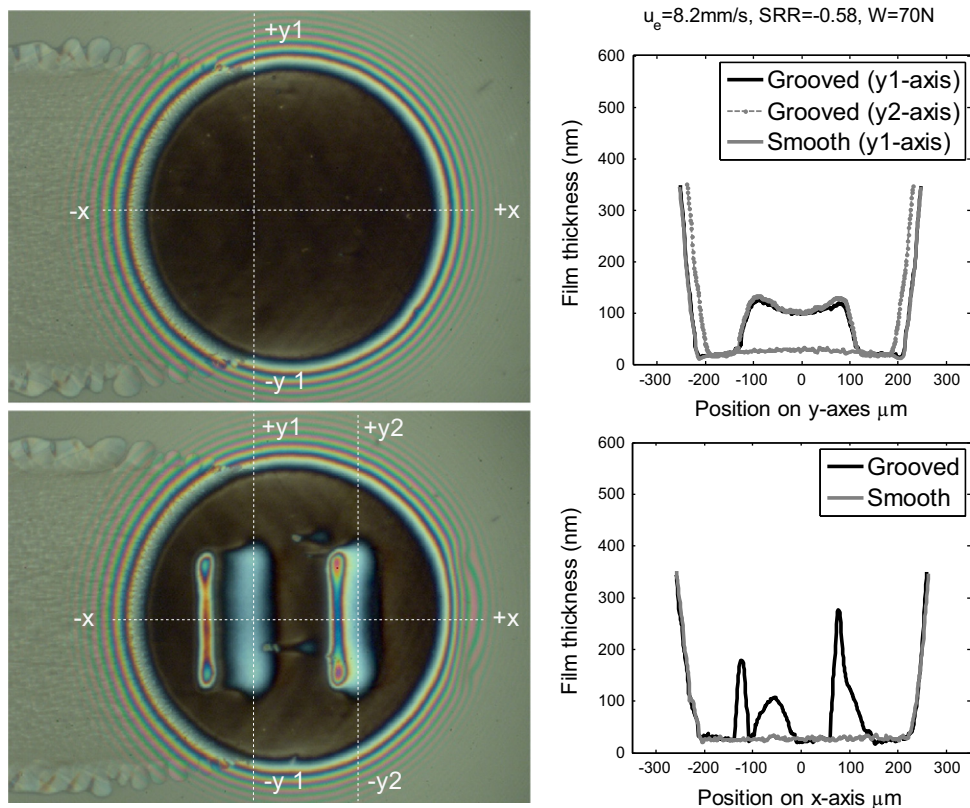 +y1
-x
+x
-y 1
+y1
+y2
-x
+x
-y 1
-y2
u_e=8.2mm/s, SRR=-0.58, W=70N
600
500
400
300
200
100
0
Film thickness (nm)
Grooved (y1-axis)
Grooved (y2-axis)
Smooth (y1-axis)
-300 -200 -100 0 100 200 300
Position on y-axes μm
600
500
400
300
200
100
0
Film thickness (nm)
Grooved
Smooth
-300 -200 -100 0 100 200 300
Position on x-axis μm